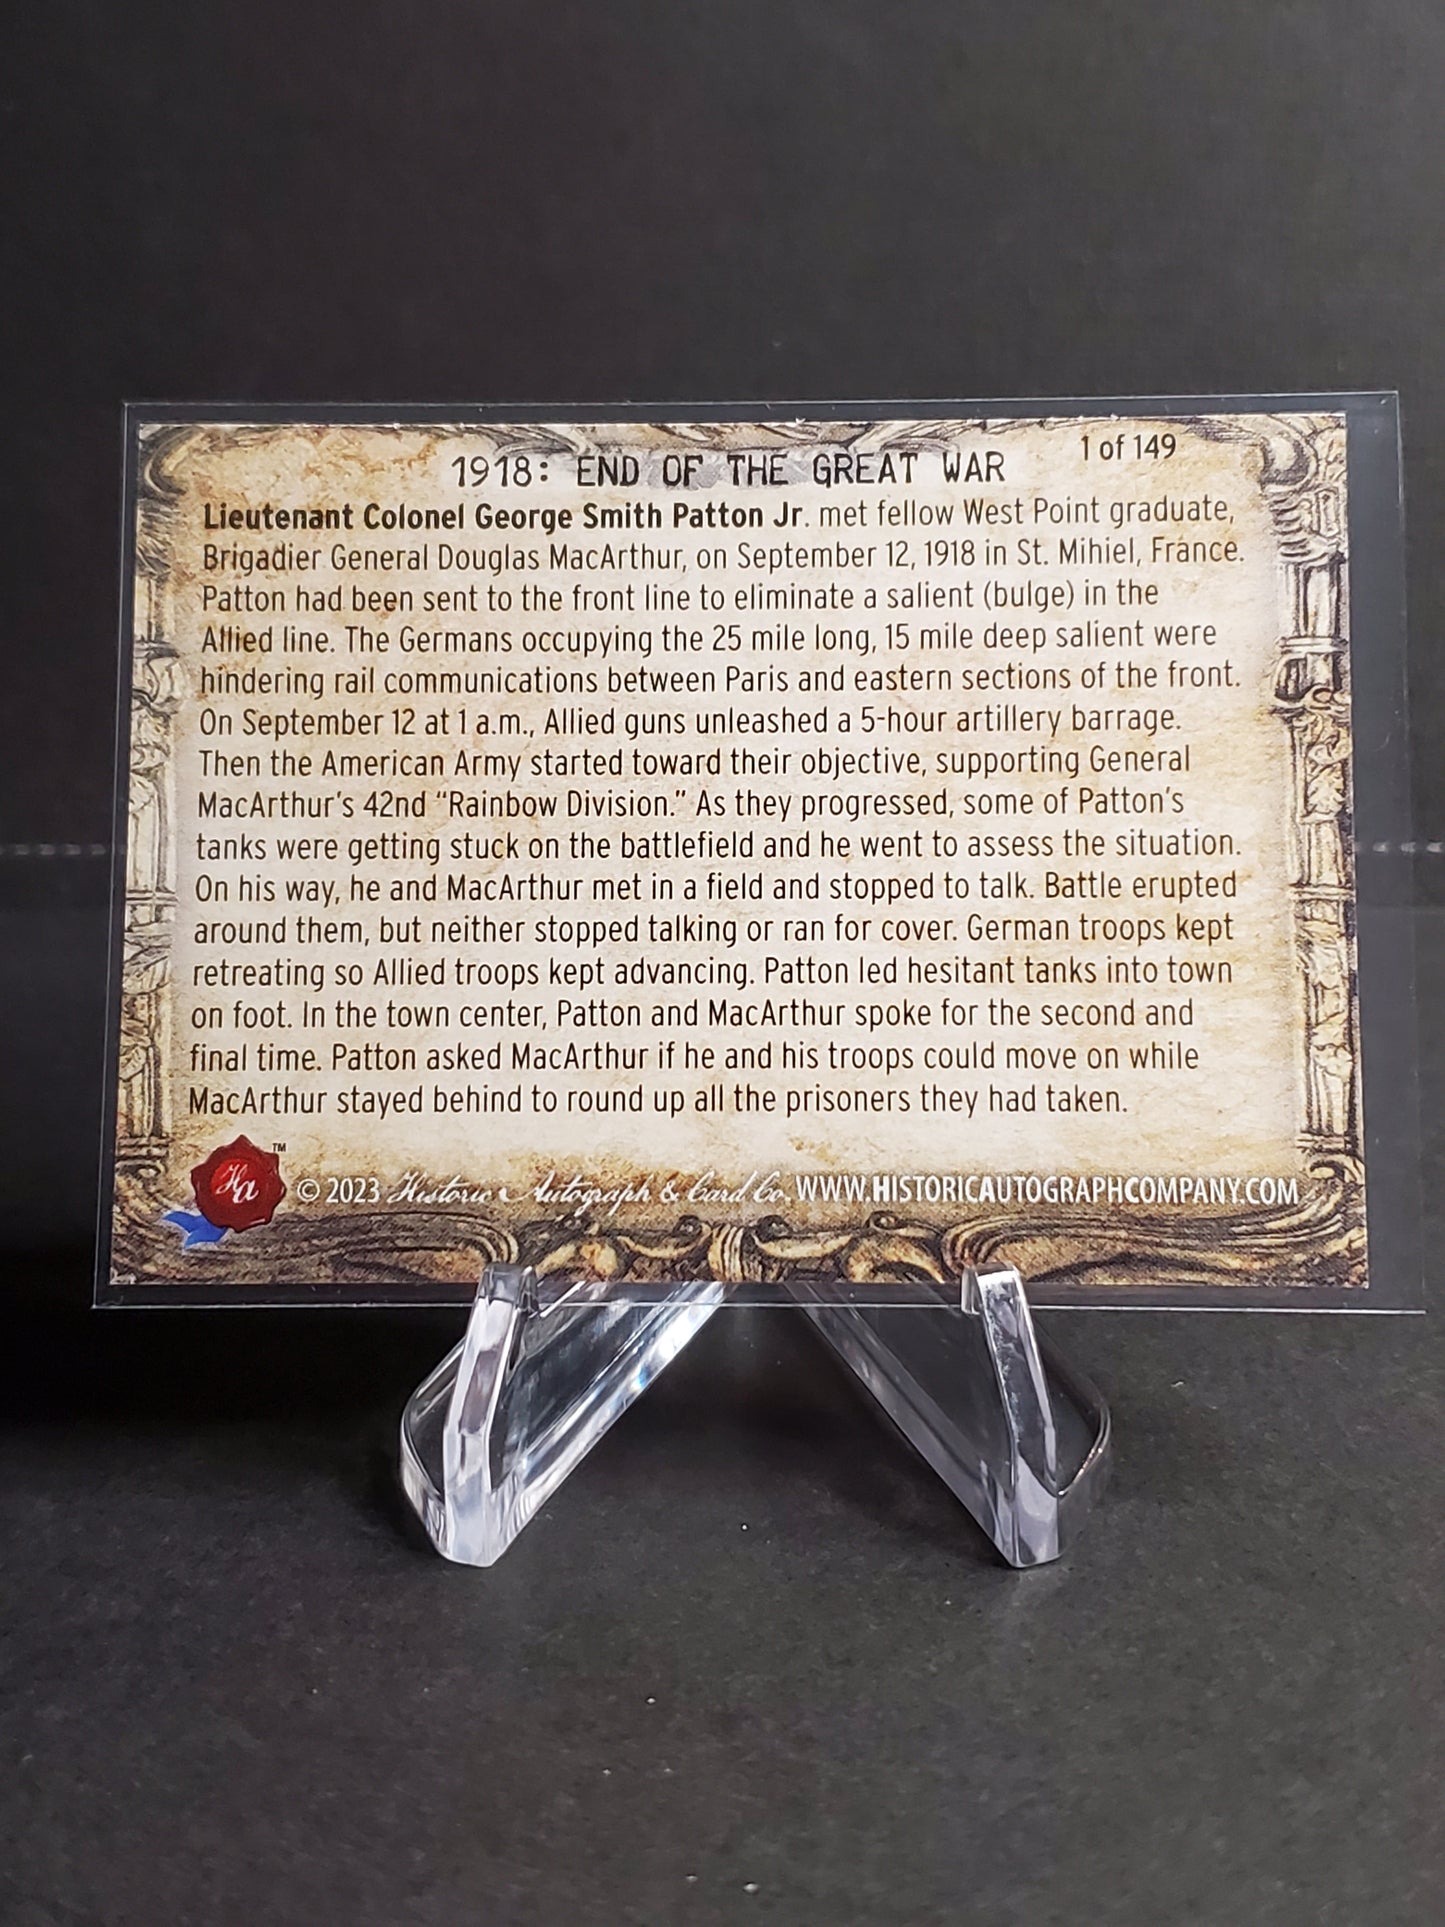 1918: END OF THE GREAT WAR
1 of 149
Lieutenant Colonel George Smith Patton Jr. met fellow West Point graduate,
Brigadier General Douglas MacArthur, on September 12, 1918 in St. Mihiel, France.
Patton had been sent to the front line to eliminate a salient (bulge) in the
Allied line. The Germans occupying the 25 mile long, 15 mile deep salient were
hindering rail communications between Paris and eastern sections of the front.
On September 12 at 1 a.m., Allied guns unleashed a 5-hour artillery barrage.
Then the American Army started toward their objective, supporting General
MacArthur's 42nd “Rainbow Division.” As they progressed, some of Patton's
tanks were getting stuck on the battlefield and he went to assess the situation.
On his way, he and MacArthur met in a field and stopped to talk. Battle erupted
around them, but neither stopped talking or ran for cover. German troops kept
retreating so Allied troops kept advancing. Patton led hesitant tanks into town
on foot. In the town center, Patton and MacArthur spoke for the second and
final time. Patton asked MacArthur if he and his troops could move on while
MacArthur stayed behind to round up all the prisoners they had taken.
Ha ™
© 2023 Historic Autograph & Card Co. WWW.HISTORICAUTOGRAPHCOMPANY.COM